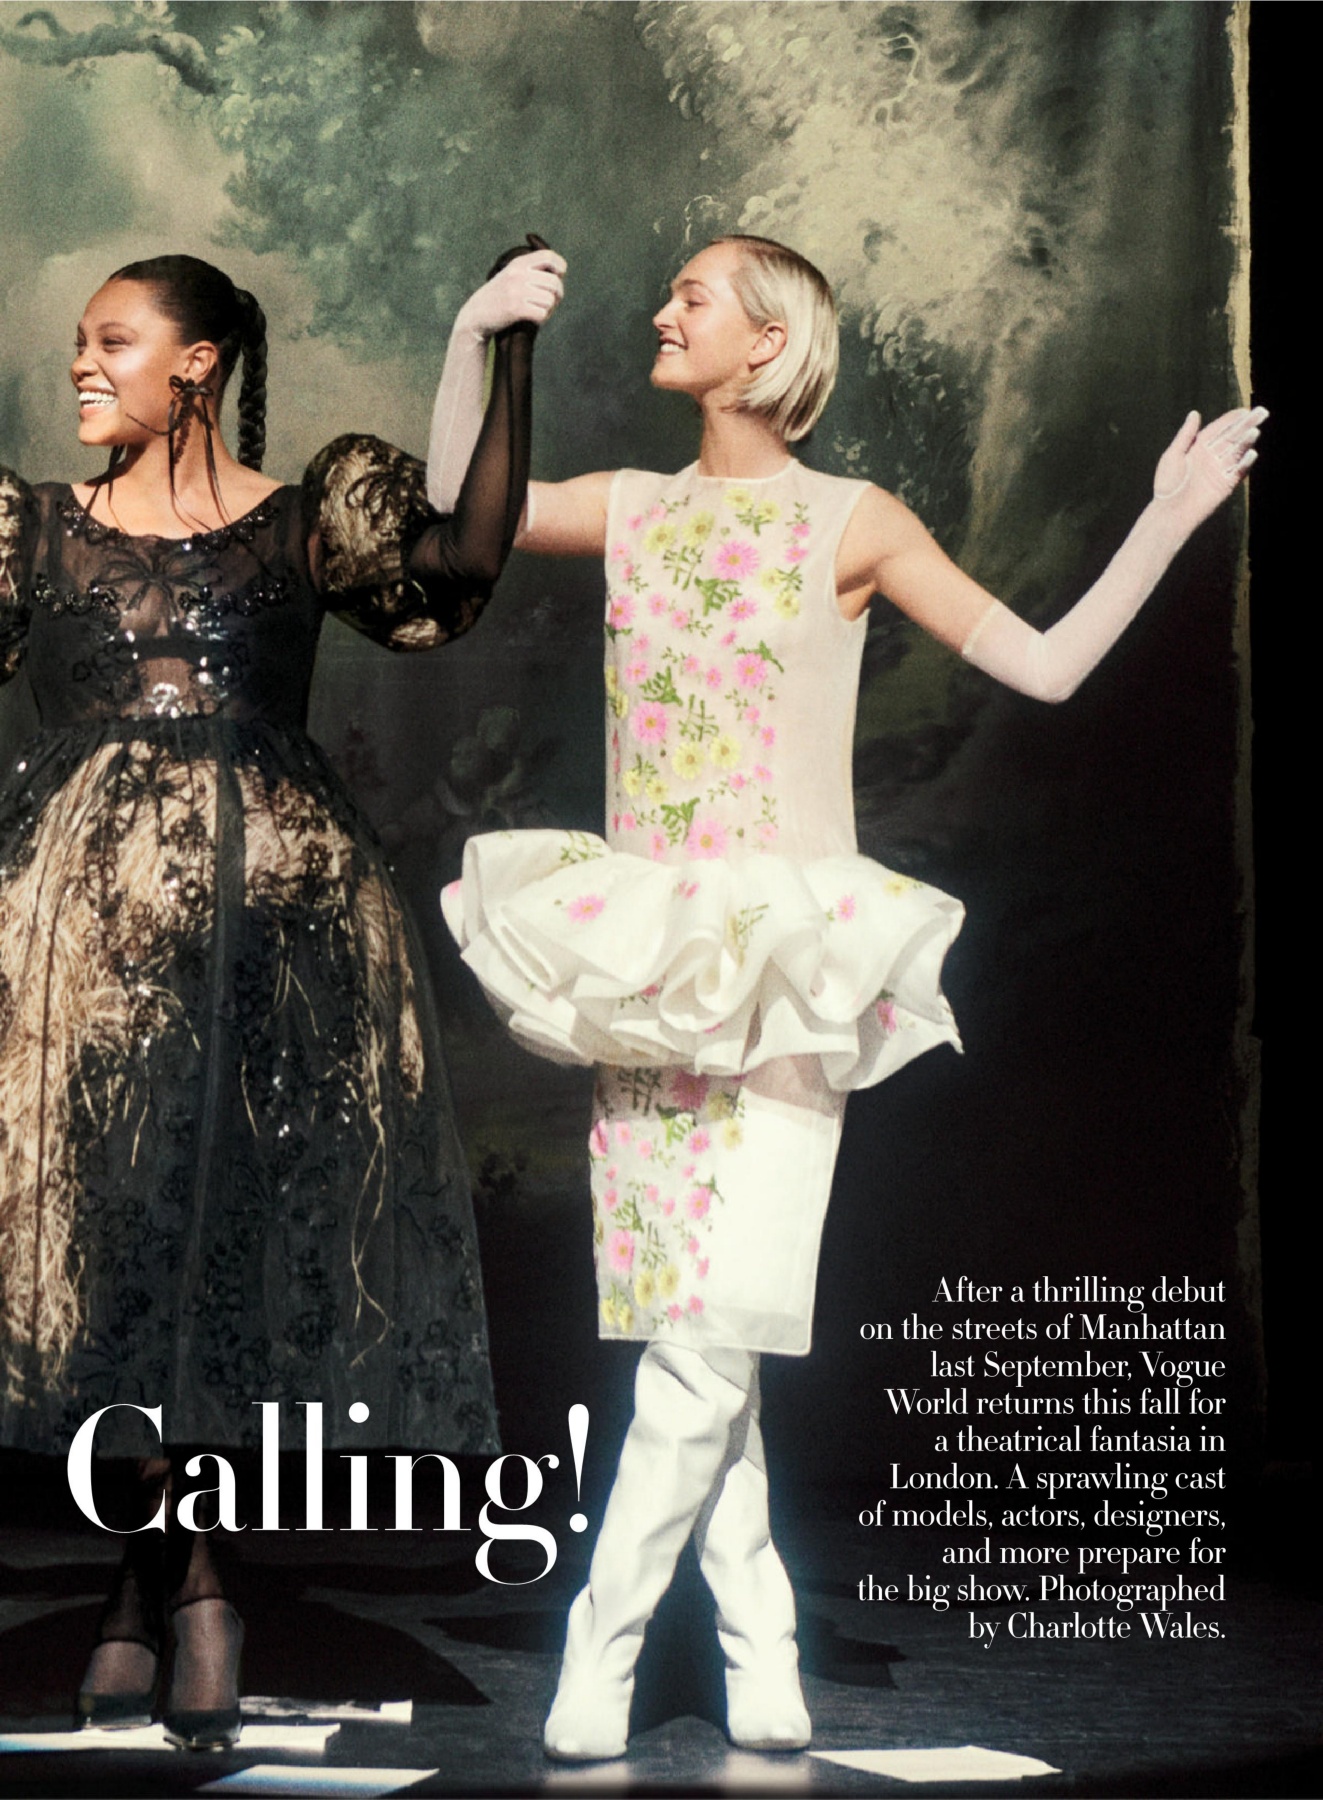 Calling!
After a thrilling debut
on the streets of Manhattan
last September, Vogue
World returns this fall for
a theatrical fantasia in
London. A sprawling cast
of models, actors, designers,
and more prepare for
the big show. Photographed
by Charlotte Wales.